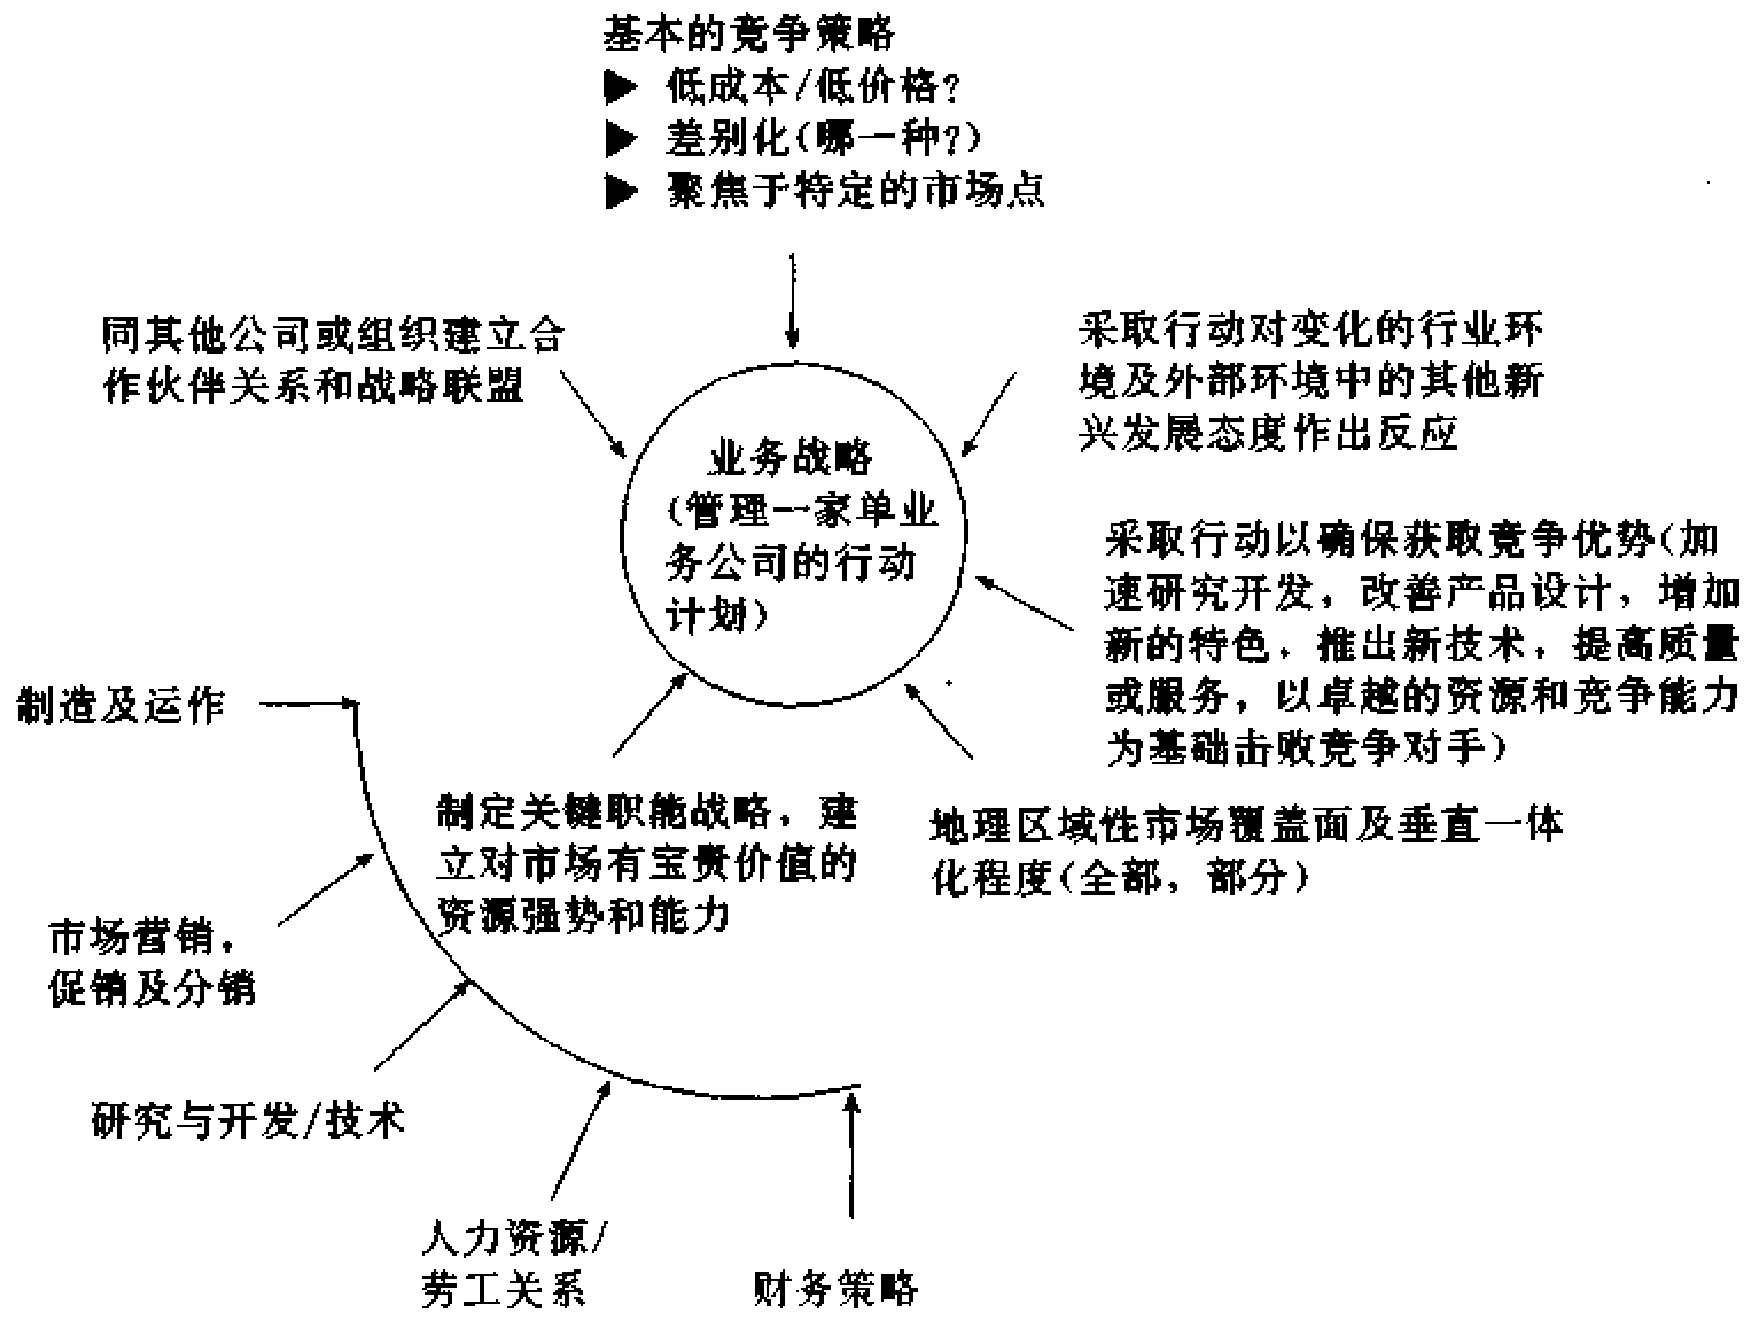 基本的竞争策略
▶ 低成本/低价格?
▶ 差别化(哪一种?)
▶ 聚焦于特定的市场点
同其他公司或组织建立合
作伙伴关系和战略联盟
采取行动对变化的行业环
境及外部环境中的其他新
兴发展态度作出反应
业务战略
(管理一家单业
务公司的行动
计划)
采取行动以确保获取竞争优势(加
速研究开发，改善产品设计，增加
新的特色，推出新技术，提高质量
或服务，以卓越的资源和竞争能力
为基础击败竞争对手)
制造及运作
制定关键职能战略，建
立对市场有宝贵价值的
资源强势和能力
地理区域性市场覆盖面及垂直一体
化程度(全部，部分)
市场营销，
促销及分销
研究与开发/技术
人力资源/
劳工关系
财务策略